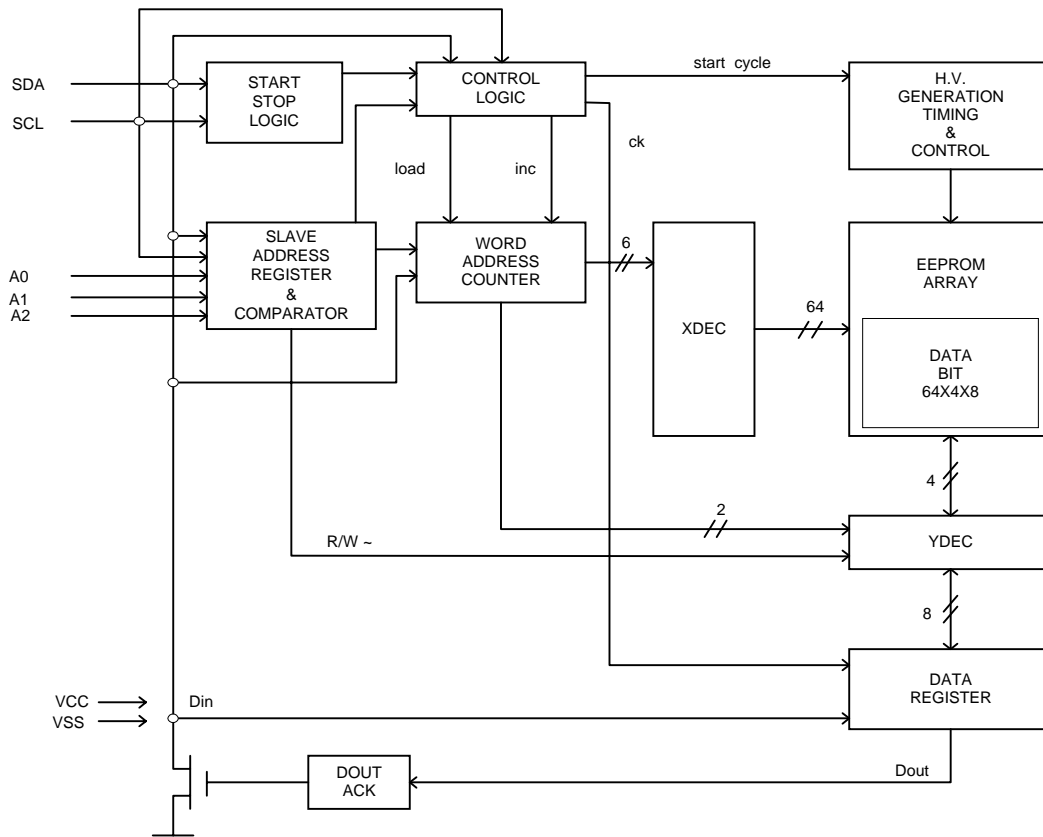 start cycle
SDA
START
STOP
LOGIC
CONTROL
LOGIC
H.V.
GENERATION
TIMING
&
CONTROL
SCL
load
inc
ck
SLAVE
ADDRESS
REGISTER
&
COMPARATOR
WORD
ADDRESS
COUNTER
6
EEPROM
ARRAY
A0
A1
A2
XDEC
64
DATA
BIT
64X4X8
4
2
R/W ~
YDEC
8
DATA
REGISTER
VCC
VSS
Din
DOUT
ACK
Dout